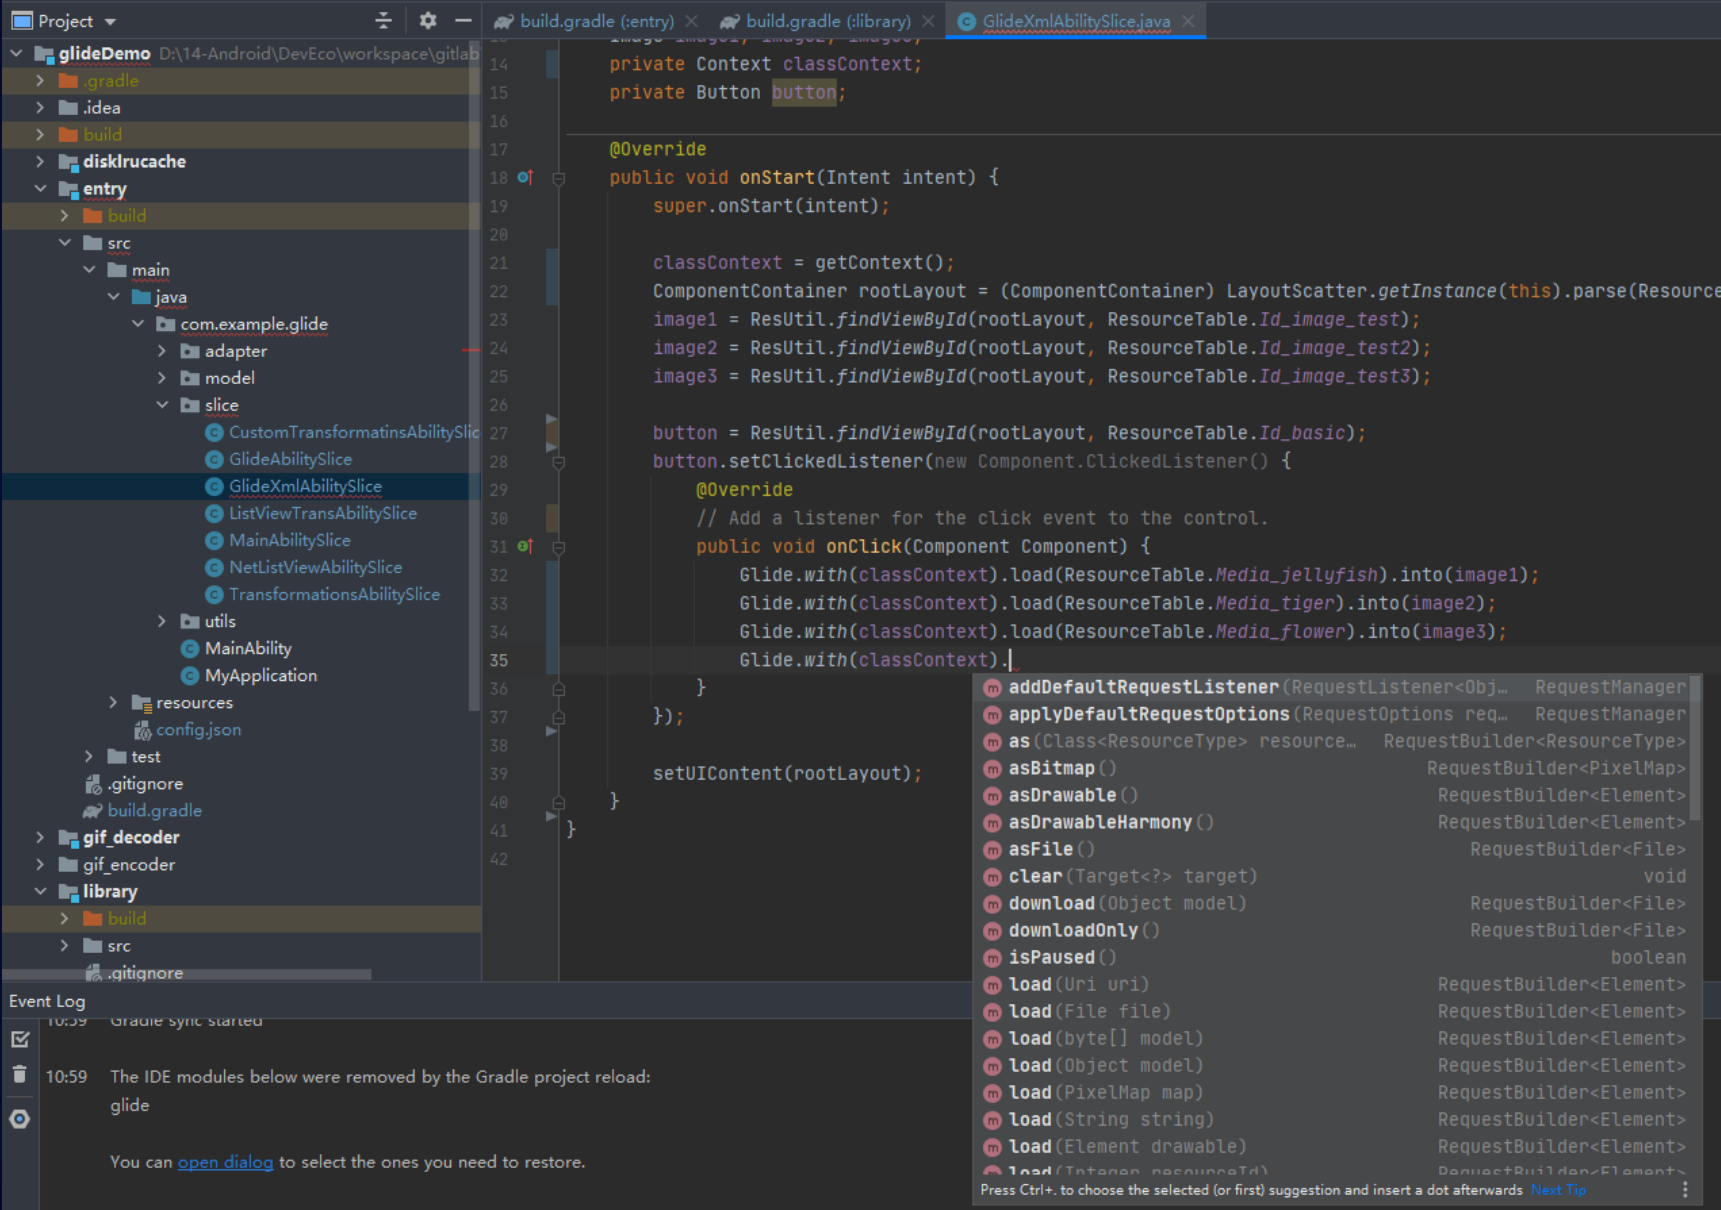 Project
build.gradle (:entry)
build.gradle (:library)
GlideXmlAbilitySlice.java
glideDemo D:\14-Android\DevEco\workspace\gitlab
.gradle
.idea
build
disklrucache
entry
build
src
main
java
com.example.glide
adapter
model
slice
CustomTransformatinsAbilitySlic
GlideAbilitySlice
GlideXmlAbilitySlice
ListViewTransAbilitySlice
MainAbilitySlice
NetListViewAbilitySlice
TransformationsAbilitySlice
utils
MainAbility
MyApplication
resources
config.json
test
.gitignore
build.gradle
gif_decoder
gif_encoder
library
build
src
.gitignore
14 private Context classContext;
15 private Button button;
16
17 @Override
18 public void onStart(Intent intent) {
19 super.onStart(intent);
20
21 classContext = getContext();
22 ComponentContainer rootLayout = (ComponentContainer) LayoutScatter.getInstance(this).parse(Resource
23 image1 = ResUtil.findViewById(rootLayout, ResourceTable.Id_image_test);
24 image2 = ResUtil.findViewById(rootLayout, ResourceTable.Id_image_test2);
25 image3 = ResUtil.findViewById(rootLayout, ResourceTable.Id_image_test3);
26
27 button = ResUtil.findViewById(rootLayout, ResourceTable.Id_basic);
28 button.setClickedListener(new Component.ClickedListener() {
29 @Override
30 // Add a listener for the click event to the control.
31 public void onClick(Component Component) {
32 Glide.with(classContext).load(ResourceTable.Media_jellyfish).into(image1);
33 Glide.with(classContext).load(ResourceTable.Media_tiger).into(image2);
34 Glide.with(classContext).load(ResourceTable.Media_flower).into(image3);
35 Glide.with(classContext).
36 }
37 });
38
39 setUIContent(rootLayout);
40 }
41 }
42
addDefaultRequestListener(RequestListener<Obj… RequestManager
applyDefaultRequestOptions(RequestOptions req… RequestManager
as(Class<ResourceType> resource… RequestBuilder<ResourceType>
asBitmap() RequestBuilder<PixelMap>
asDrawable() RequestBuilder<Element>
asDrawableHarmony() RequestBuilder<Element>
asFile() RequestBuilder<File>
clear(Target<?> target) void
download(Object model) RequestBuilder<File>
downloadOnly() RequestBuilder<File>
isPaused() boolean
load(Uri uri) RequestBuilder<Element>
load(File file) RequestBuilder<Element>
load(byte[] model) RequestBuilder<Element>
load(Object model) RequestBuilder<Element>
load(PixelMap map) RequestBuilder<Element>
load(String string) RequestBuilder<Element>
load(Element drawable) RequestBuilder<Element>
load(Integer resourceId) RequestBuilder<Element>
Press Ctrl+. to choose the selected (or first) suggestion and insert a dot afterwards Next Tip
Event Log
10:59 Gradle sync started
10:59 The IDE modules below were removed by the Gradle project reload:
glide
You can open dialog to select the ones you need to restore.